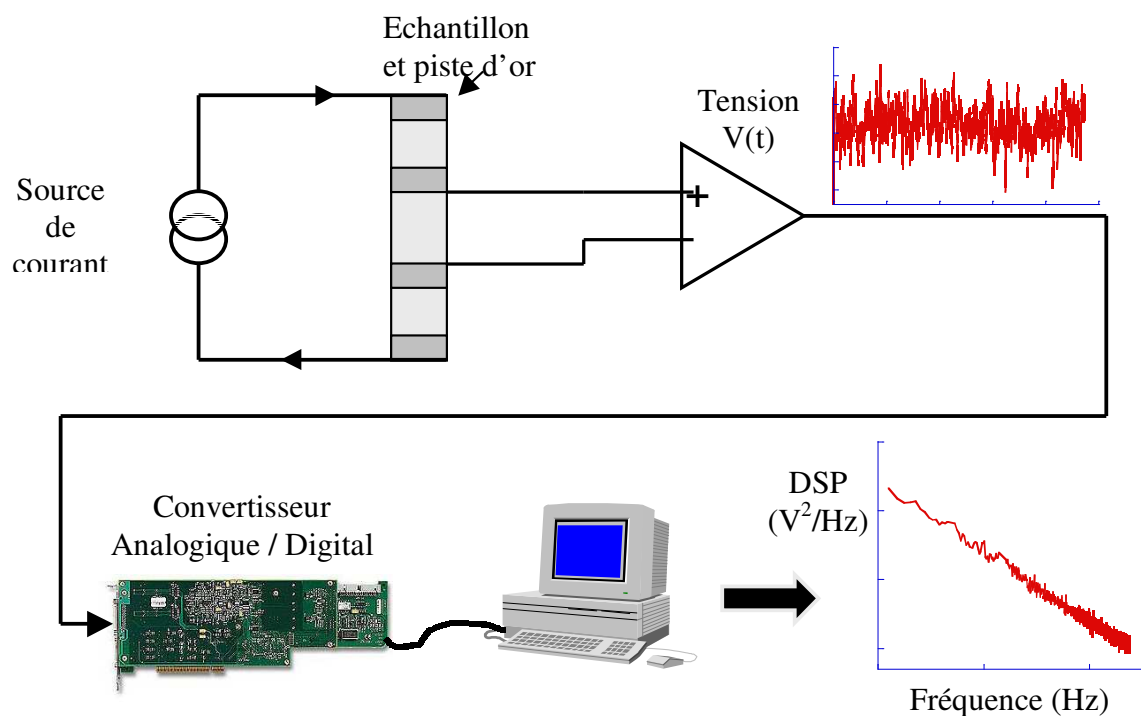 Echantillon
et piste d'or
Tension
V(t)
+
Source
de
courant
Convertisseur
Analogique / Digital
DSP
(V²/Hz)
Fréquence (Hz)